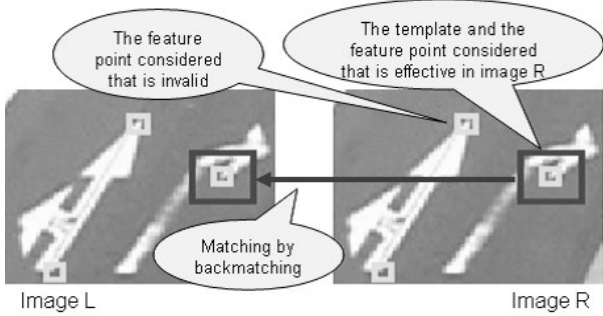 The feature
point considered
that is invalid
The template and the
feature point considered
that is effective in image R
Matching by
backmatching
Image L
Image R